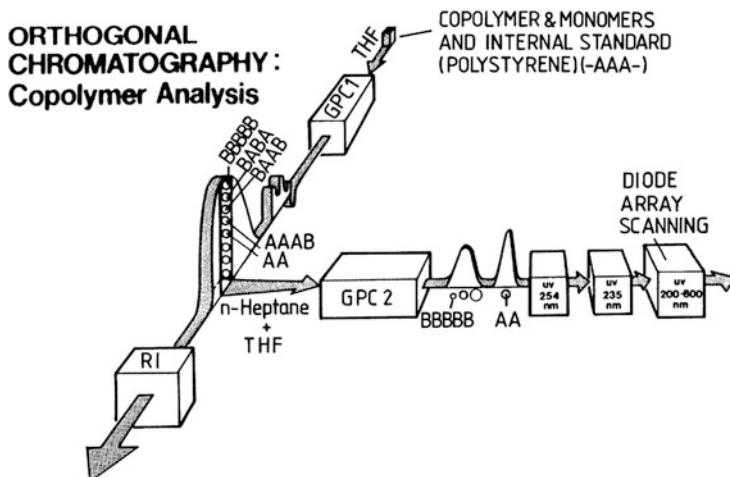 ORTHOGONAL
CHROMATOGRAPHY:
Copolymer Analysis
THF
COPOLYMER & MONOMERS
AND INTERNAL STANDARD
(POLYSTYRENE)(-AAA-)
GPC1
BBBBB
BABA
BAAB
AAAB
AA
n-Heptane
+
THF
GPC 2
BBBBB
AA
uv
254
nm
uv
235
nm
DIODE
ARRAY
SCANNING
uv
200-800
nm
RI